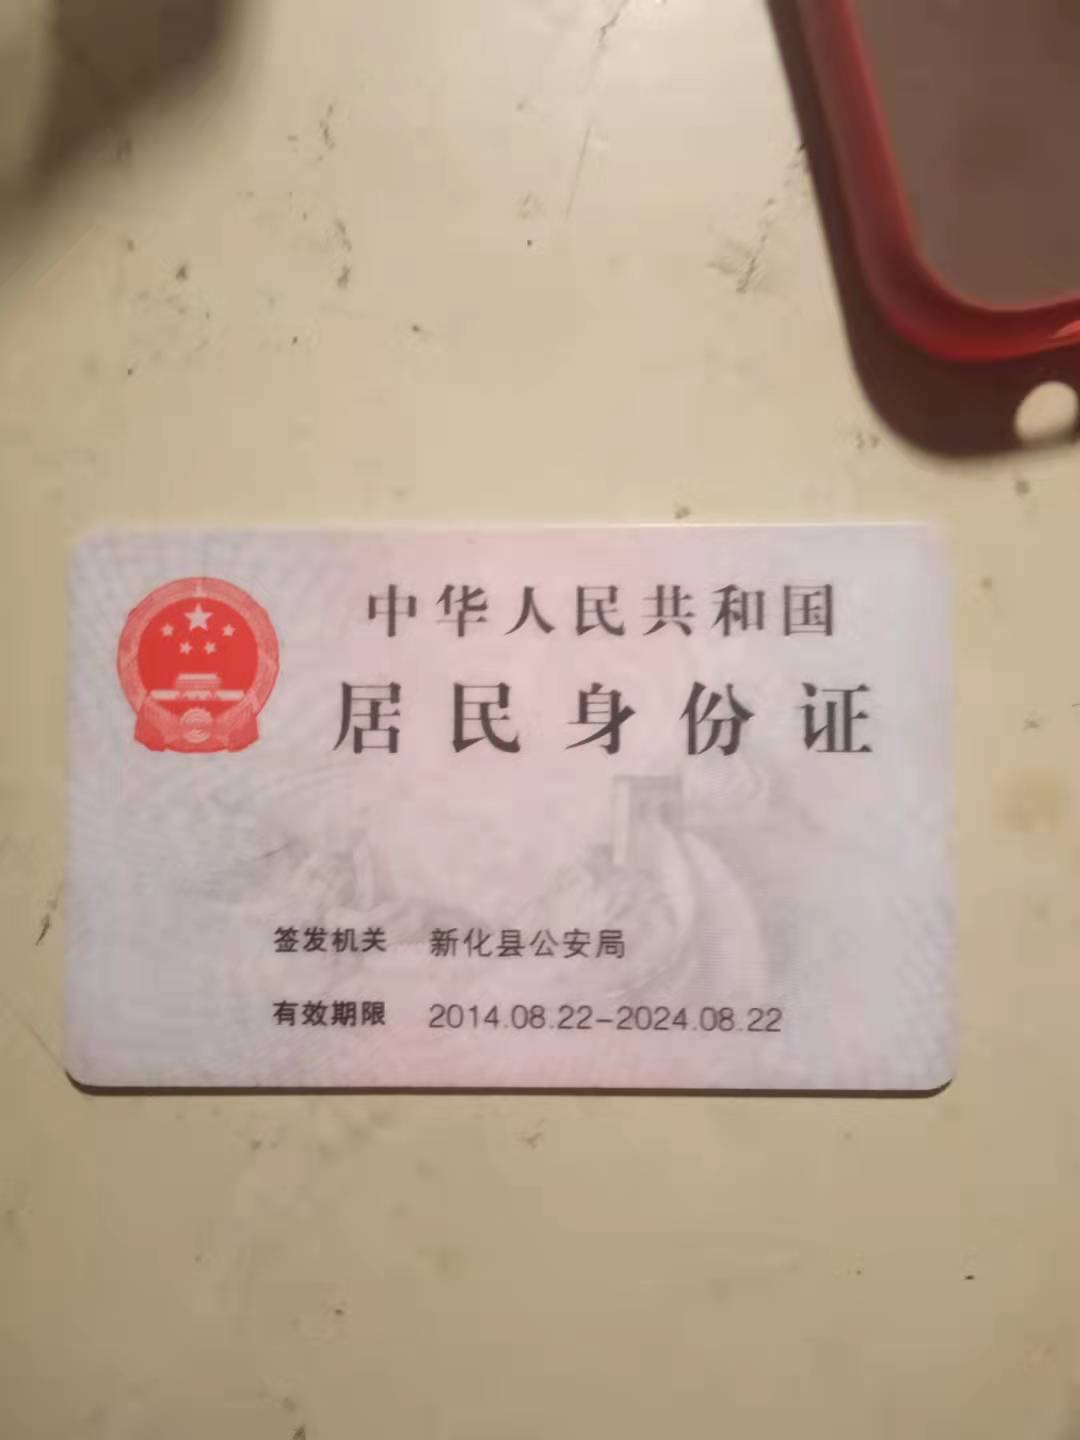 中华人民共和国
居民身份证
签发机关 新化县公安局
有效期限 2014.08.22-2024.08.22